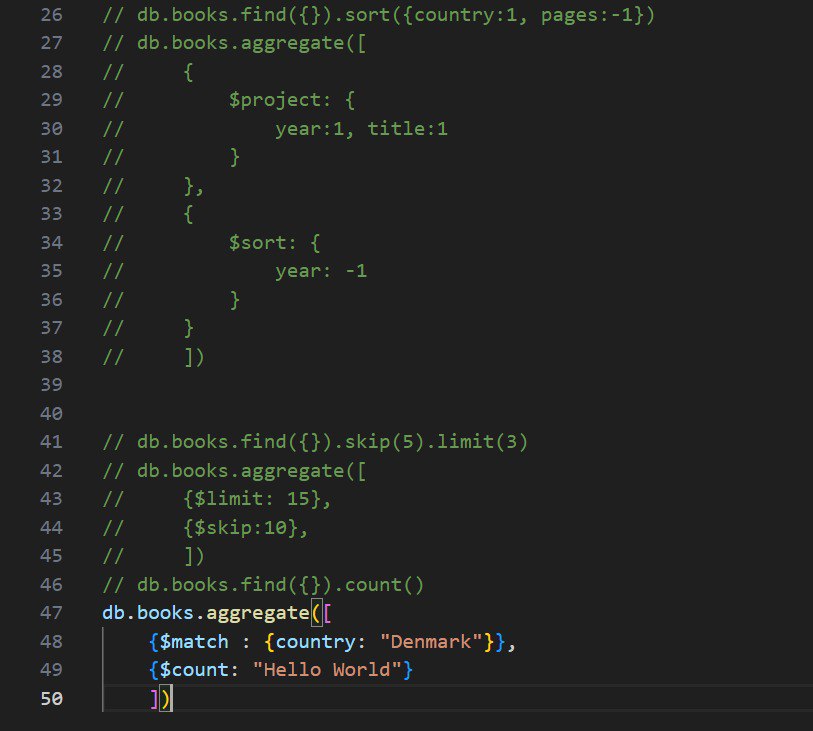 26 // db.books.find({}).sort({country:1, pages:-1})
27 // db.books.aggregate([
28 //     {
29 //         $project: {
30 //             year:1, title:1
31 //         }
32 //     },
33 //     {
34 //         $sort: {
35 //             year: -1
36 //         }
37 //     }
38 //     ])
39
40
41 // db.books.find({}).skip(5).limit(3)
42 // db.books.aggregate([
43 //     {$limit: 15},
44 //     {$skip:10},
45 //     ])
46 // db.books.find({}).count()
47 db.books.aggregate([
48     {$match : {country: "Denmark"}},
49     {$count: "Hello World"}
50     ])